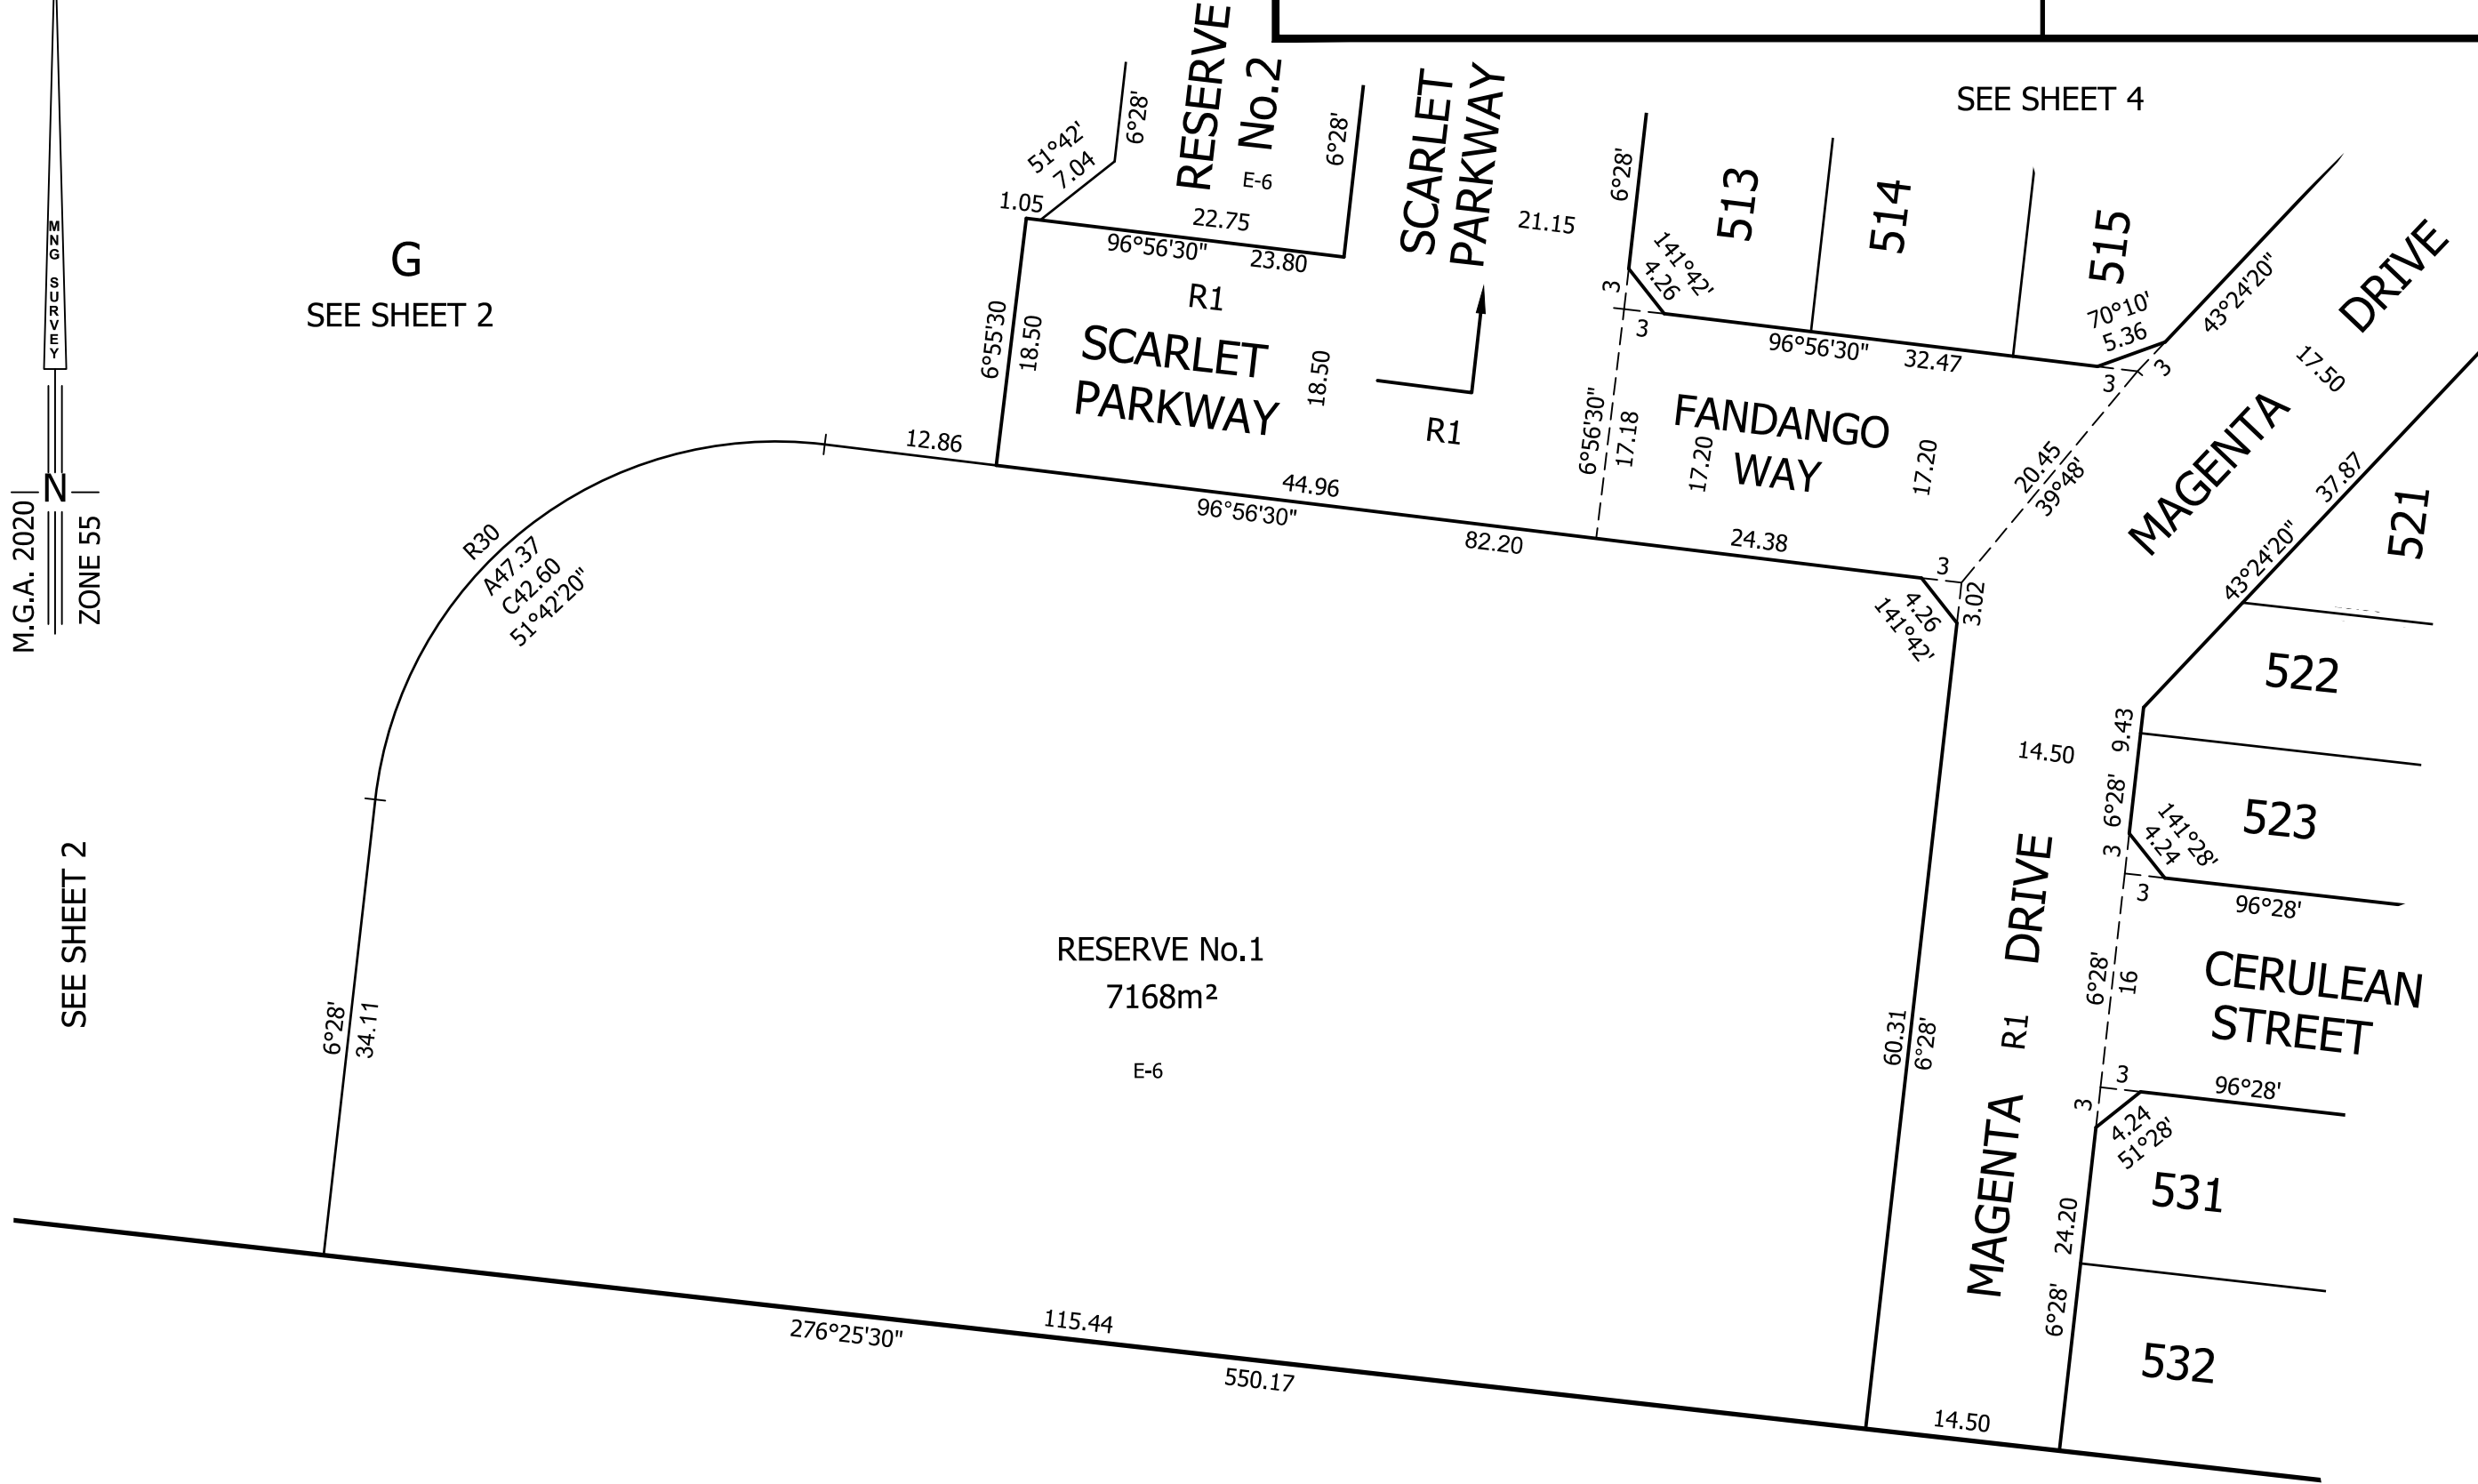 RESERVE
No.2
E-6
SEE SHEET 4
SCARLET
PARKWAY
51°42'
7.04
6°28'
6°28'
6°28'
1.05
22.75
96°56'30"
23.80
21.15
513
514
515
141°42'
4.26
3
3
G
SEE SHEET 2
MNG SURVEY
N
M.G.A. 2020
ZONE 55
R1
SCARLET
PARKWAY
6°55'30
18.50
18.50
R1
96°56'30"
32.47
70°10'
5.36
3
3
43°24'20"
DRIVE
17.50
MAGENTA
FANDANGO
WAY
6°56'30"
17.18
17.20
17.20
20.45
39°48'
37.87
43°24'20"
521
12.86
44.96
96°56'30"
82.20
24.38
3
3.02
4.26
141°42'
R30
A47.37
C42.60
51°42'20"
522
9.43
14.50
6°28'
523
141°28'
4.24
3
3
96°28'
SEE SHEET 2
RESERVE No.1
7168m²
E-6
6°28'
34.11
60.31
6°28'
MAGENTA R1 DRIVE
6°28'
16
CERULEAN
STREET
3
3
96°28'
4.24
51°28'
531
24.20
6°28'
532
115.44
276°25'30"
550.17
14.50